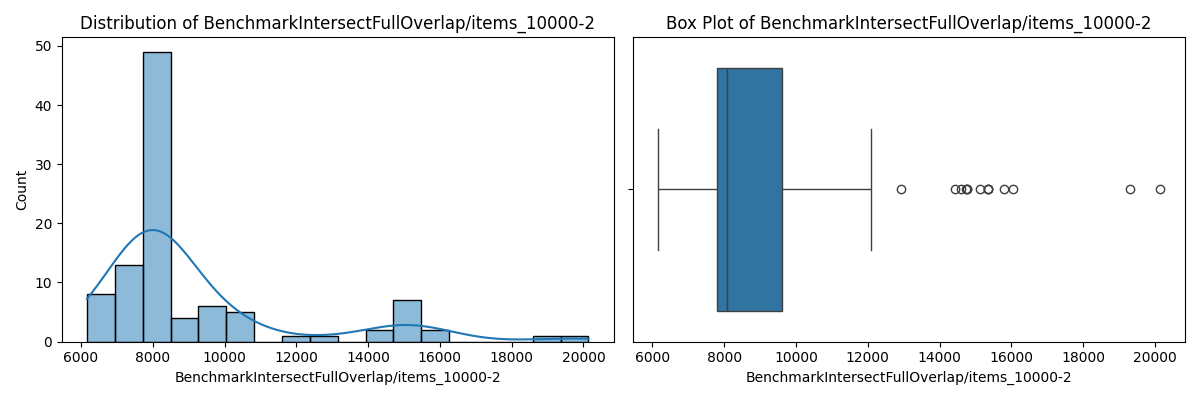 Distribution of BenchmarkIntersectFullOverlap/items_10000-2
Count
50
40
30
20
10
0
6000 8000 10000 12000 14000 16000 18000 20000
BenchmarkIntersectFullOverlap/items_10000-2
Box Plot of BenchmarkIntersectFullOverlap/items_10000-2
6000 8000 10000 12000 14000 16000 18000 20000
BenchmarkIntersectFullOverlap/items_10000-2